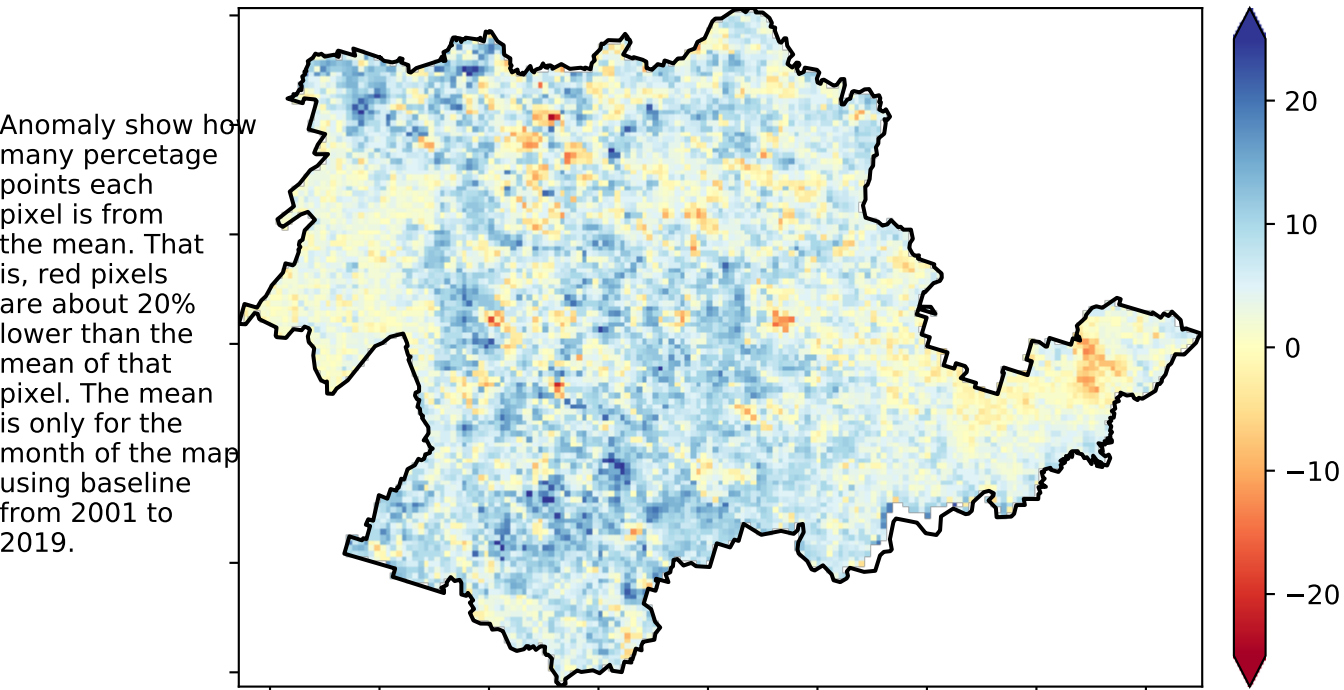 Anomaly show how
many percetage
points each
pixel is from
the mean. That
is, red pixels
are about 20%
lower than the
mean of that
pixel. The mean
is only for the
month of the map
using baseline
from 2001 to
2019.
20
10
0
−10
−20